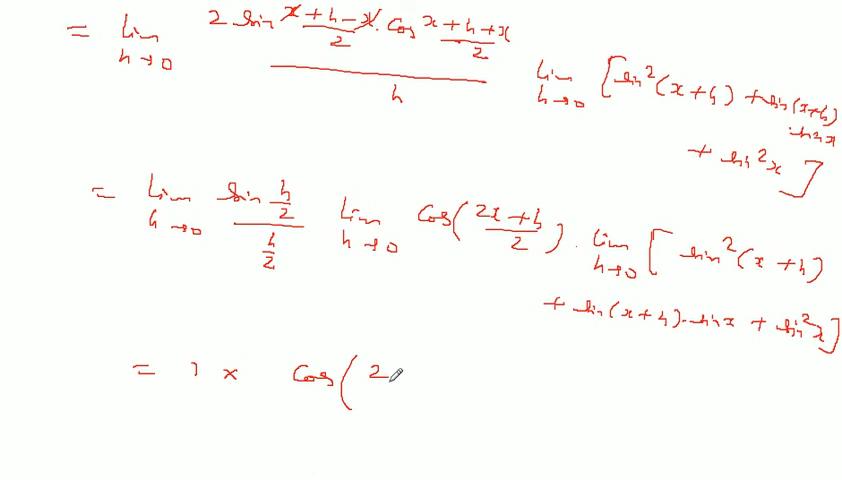 = lim h→0 2 sin (x+h-x)/2 . cos (x+h+x)/2 / h lim h→0 [sin²(x+h) + sin(x+h) . sin x
+ sin²x]
= lim h→0 sin h/2 / h/2 lim h→0 cos(2x+h/2) . lim h→0 [sin²(x+h)
+ sin(x+h) . sin x + sin²x]
= 1 × cos(2